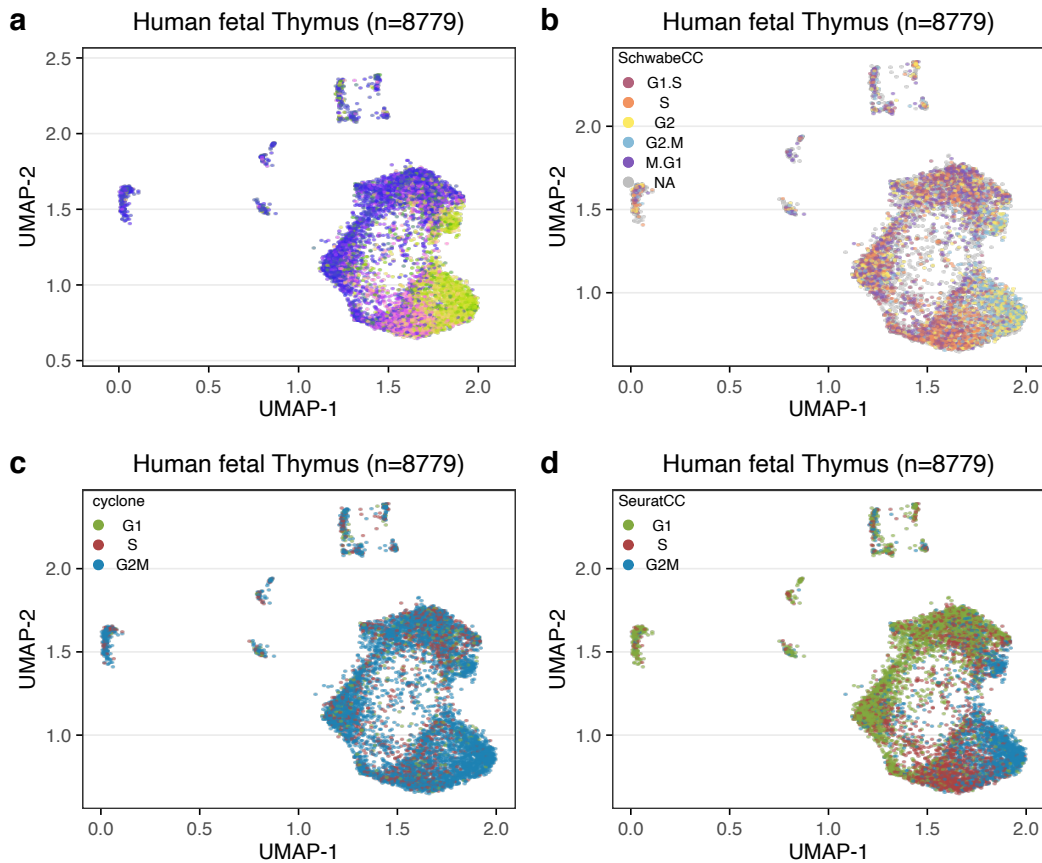 a
Human fetal Thymus (n=8779)
2.5
2.0
1.5
1.0
0.5
UMAP-2
0.0 0.5 1.0 1.5 2.0
UMAP-1
b
Human fetal Thymus (n=8779)
SchwabeCC
G1.S
S
G2
G2.M
M.G1
NA
2.0
1.5
1.0
UMAP-2
0.0 0.5 1.0 1.5 2.0
UMAP-1
c
Human fetal Thymus (n=8779)
cyclone
G1
S
G2M
2.0
1.5
1.0
UMAP-2
0.0 0.5 1.0 1.5 2.0
UMAP-1
d
Human fetal Thymus (n=8779)
SeuratCC
G1
S
G2M
2.0
1.5
1.0
UMAP-2
0.0 0.5 1.0 1.5 2.0
UMAP-1